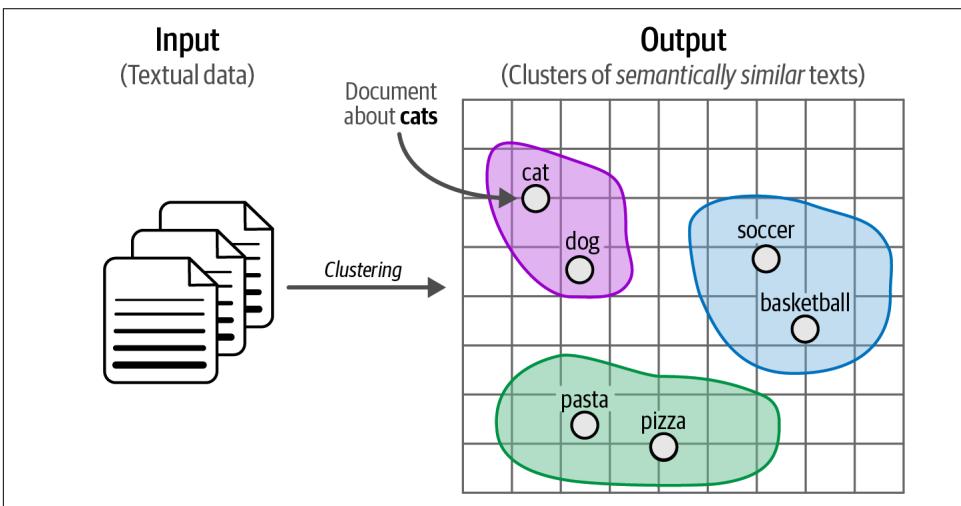 Input
(Textual data)
Output
(Clusters of semantically similar texts)
Document
about cats
Clustering
cat
dog
soccer
basketball
pasta
pizza